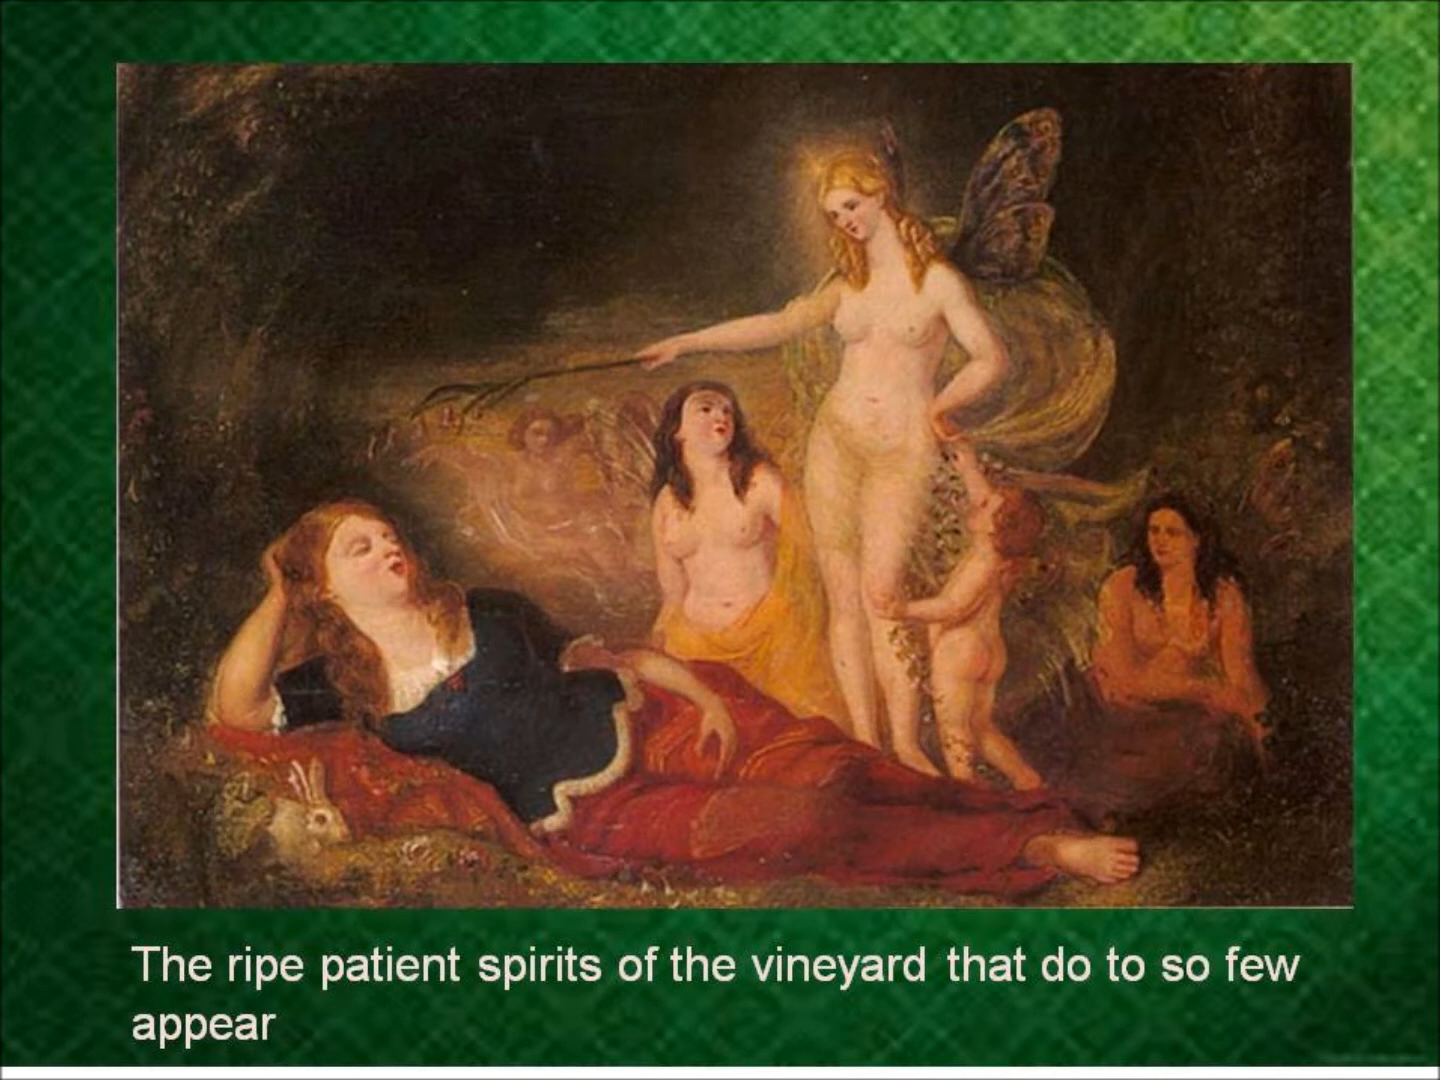 The ripe patient spirits of the vineyard that do to so few
appear